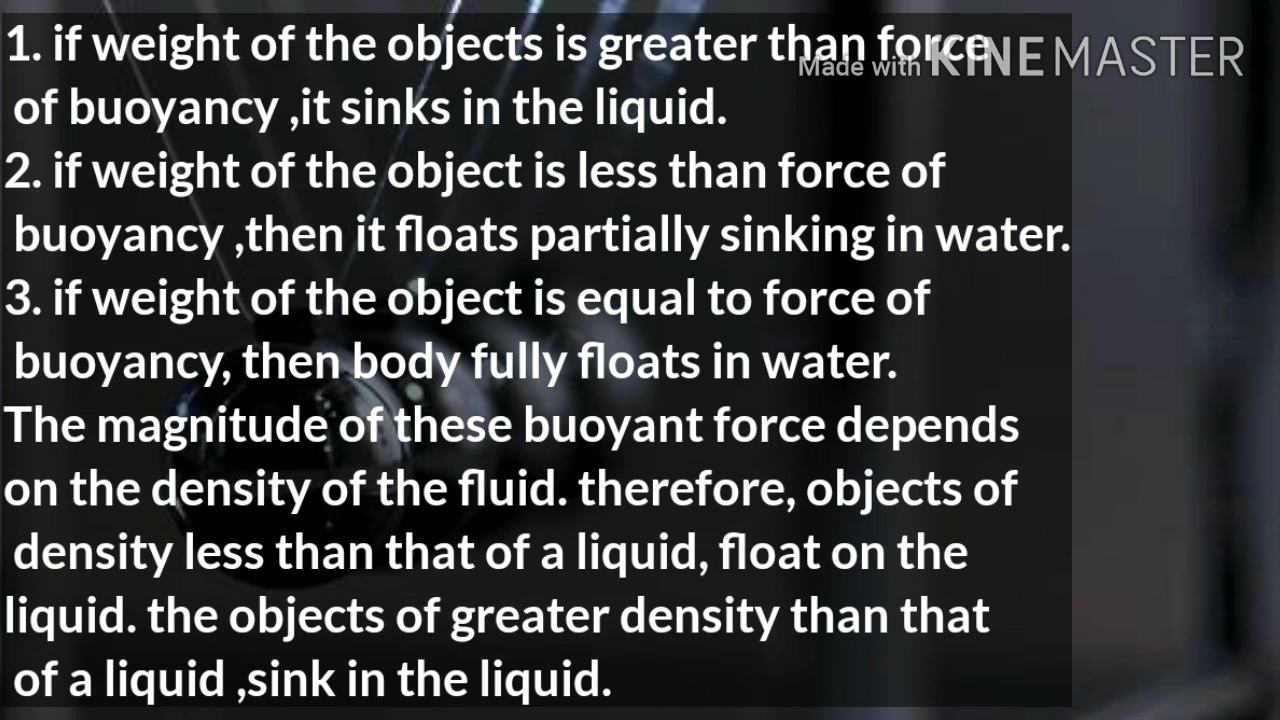 1. if weight of the objects is greater than force
Made with KINEMASTER
of buoyancy ,it sinks in the liquid.
2. if weight of the object is less than force of
buoyancy ,then it floats partially sinking in water.
3. if weight of the object is equal to force of
buoyancy, then body fully floats in water.
The magnitude of these buoyant force depends
on the density of the fluid. therefore, objects of
density less than that of a liquid, float on the
liquid. the objects of greater density than that
of a liquid ,sink in the liquid.